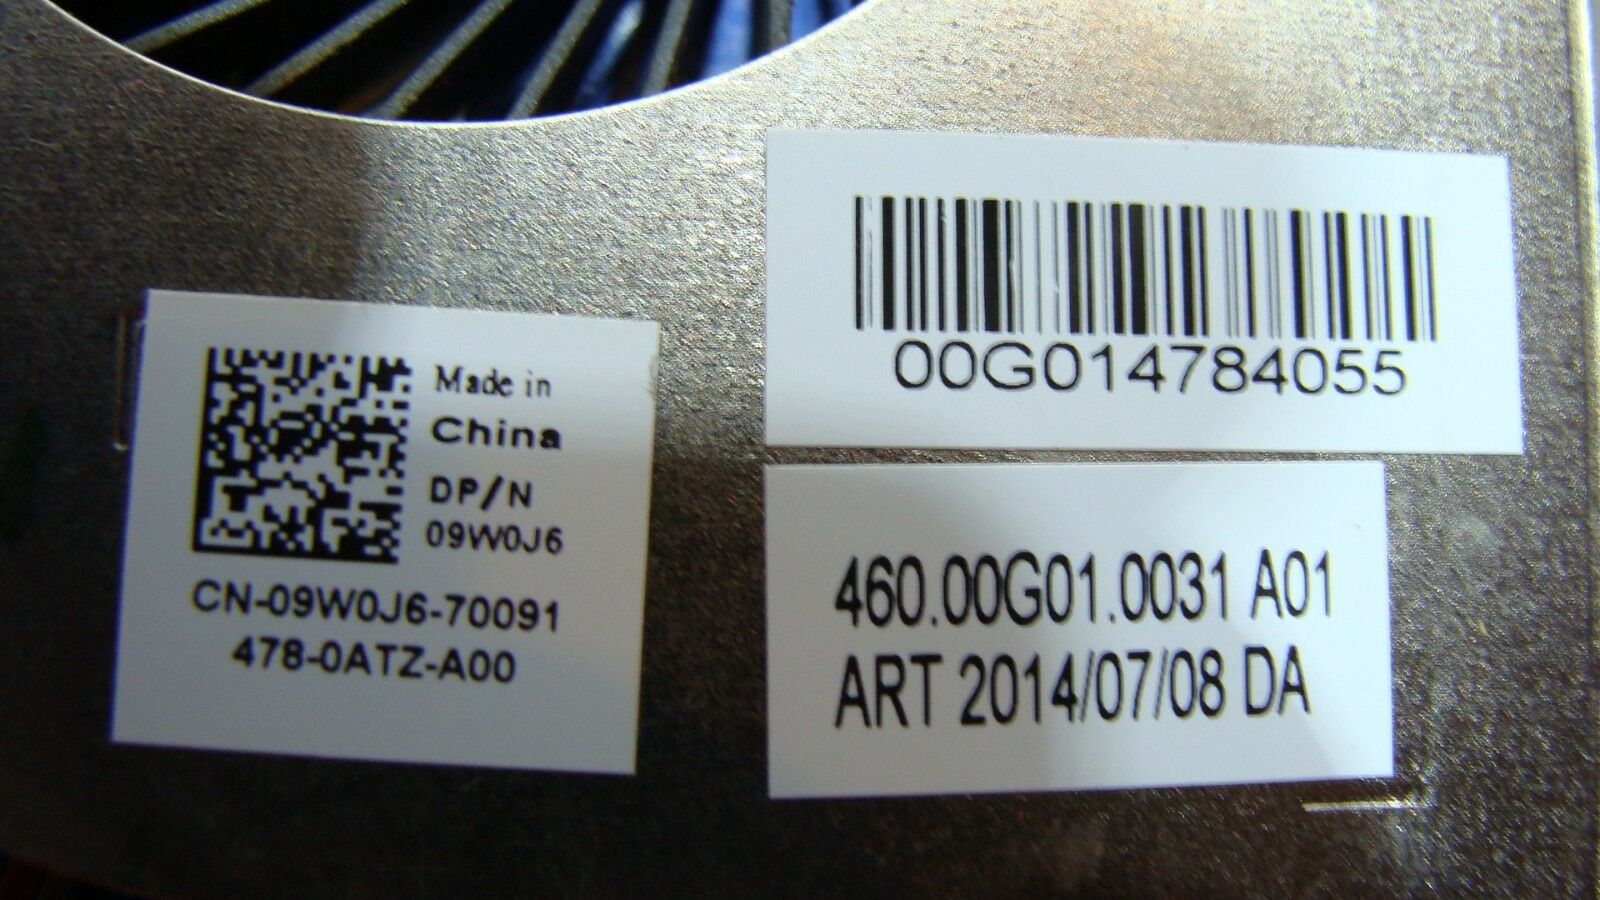 Made in
China
DP/N
09W0J6
CN-09W0J6-70091
478-0ATZ-A00
00G014784055
460.00G01.0031 A01
ART 2014/07/08 DA